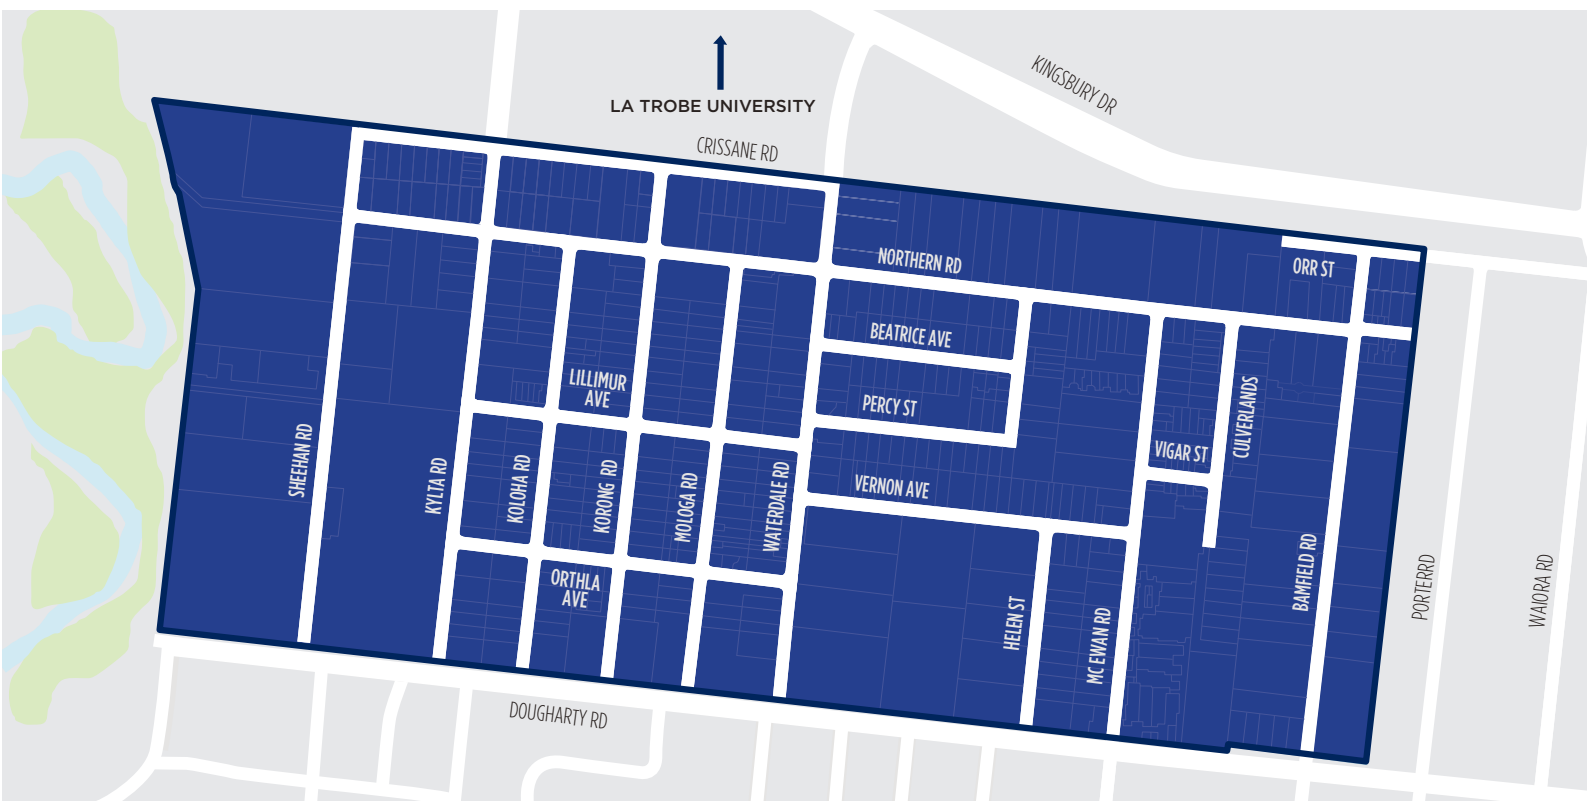 KINGSBURY DR
LA TROBE UNIVERSITY
CRISSANE RD
NORTHERN RD
ORR ST
BEATRICE AVE
LILLIMUR
AVE
PERCY ST
CULVERLANDS
VIGAR ST
SHEEHAN RD
KYLTA RD
KOLOHA RD
KORONG RD
MOLOGA RD
WATERDALE RD
VERNON AVE
BAMFIELD RD
PORTERRD
WAIORA RD
ORTHLA
AVE
HELEN ST
MC EWAN RD
DOUGHARTY RD